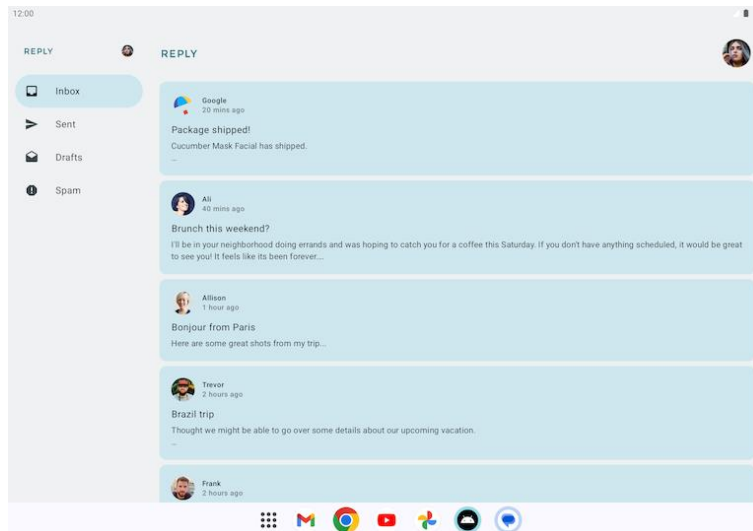 12:00
REPLY
Inbox
Sent
Drafts
Spam
REPLY
Google
20 mins ago
Package shipped!
Cucumber Mask Facial has shipped.
...
Ali
40 mins ago
Brunch this weekend?
I'll be in your neighborhood doing errands and was hoping to catch you for a coffee this Saturday. If you don't have anything scheduled, it would be great
to see you! It feels like its been forever....
Allison
1 hour ago
Bonjour from Paris
Here are some great shots from my trip...
Trevor
2 hours ago
Brazil trip
Thought we might be able to go over some details about our upcoming vacation.
...
Frank
2 hours ago